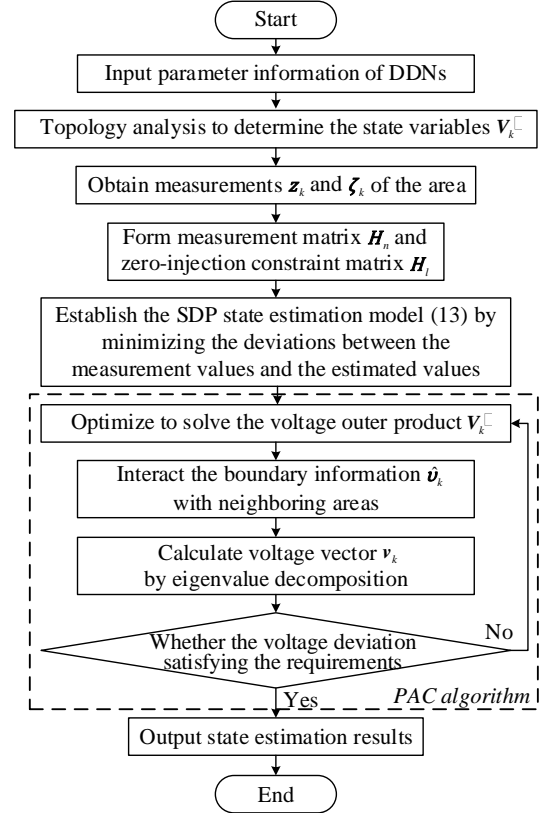 Start
Input parameter information of DDNs
Topology analysis to determine the state variables V_k
Obtain measurements z_k and ζ_k of the area
Form measurement matrix H_n and
zero-injection constraint matrix H_l
Establish the SDP state estimation model (13) by
minimizing the deviations between the
measurement values and the estimated values
Optimize to solve the voltage outer product V_k
Interact the boundary information υ̂_k
with neighboring areas
Calculate voltage vector v_k
by eigenvalue decomposition
Whether the voltage deviation
satisfying the requirements
No
Yes
PAC algorithm
Output state estimation results
End